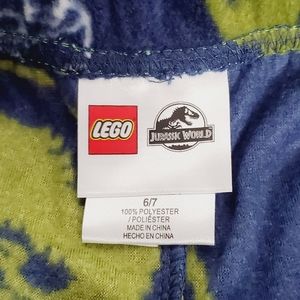 LEGO
JURASSIC WORLD
6/7
100% POLYESTER
/ POLIÉSTER
MADE IN CHINA
HECHO EN CHINA